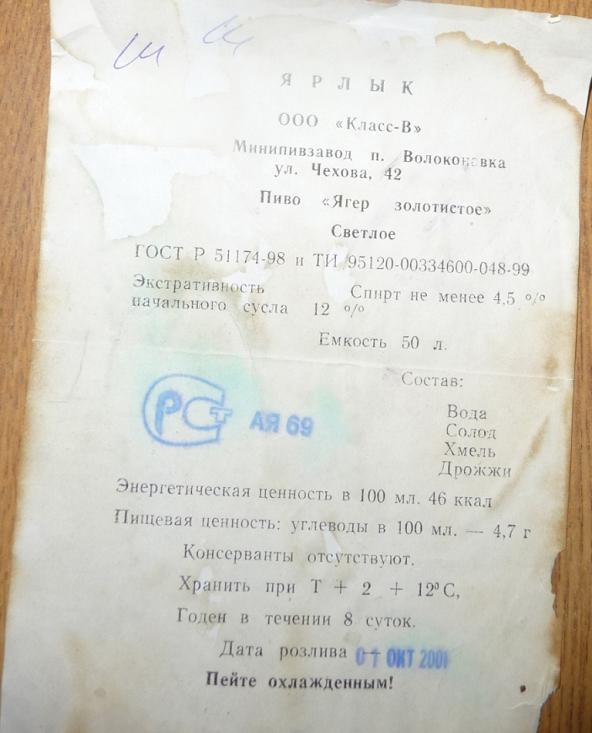 ЯРЛЫК
ООО «Класс-В»
Минипивзавод п. Волоконовка
ул. Чехова, 42
Пиво «Ягер золотистое»
Светлое
ГОСТ Р 51174-98 и ТИ 95120-00334600-048-99
Экстративность
начального сусла 12 %
Спирт не менее 4,5 %
Емкость 50 л.
Состав:
Вода
Солод
Хмель
Дрожжи
РСТ АЯ 69
Энергетическая ценность в 100 мл. 46 ккал
Пищевая ценность: углеводы в 100 мл. — 4,7 г
Консерванты отсутствуют.
Хранить при Т + 2 + 12⁰ С,
Годен в течении 8 суток.
Дата розлива ОКТ 2001
Пейте охлажденным!